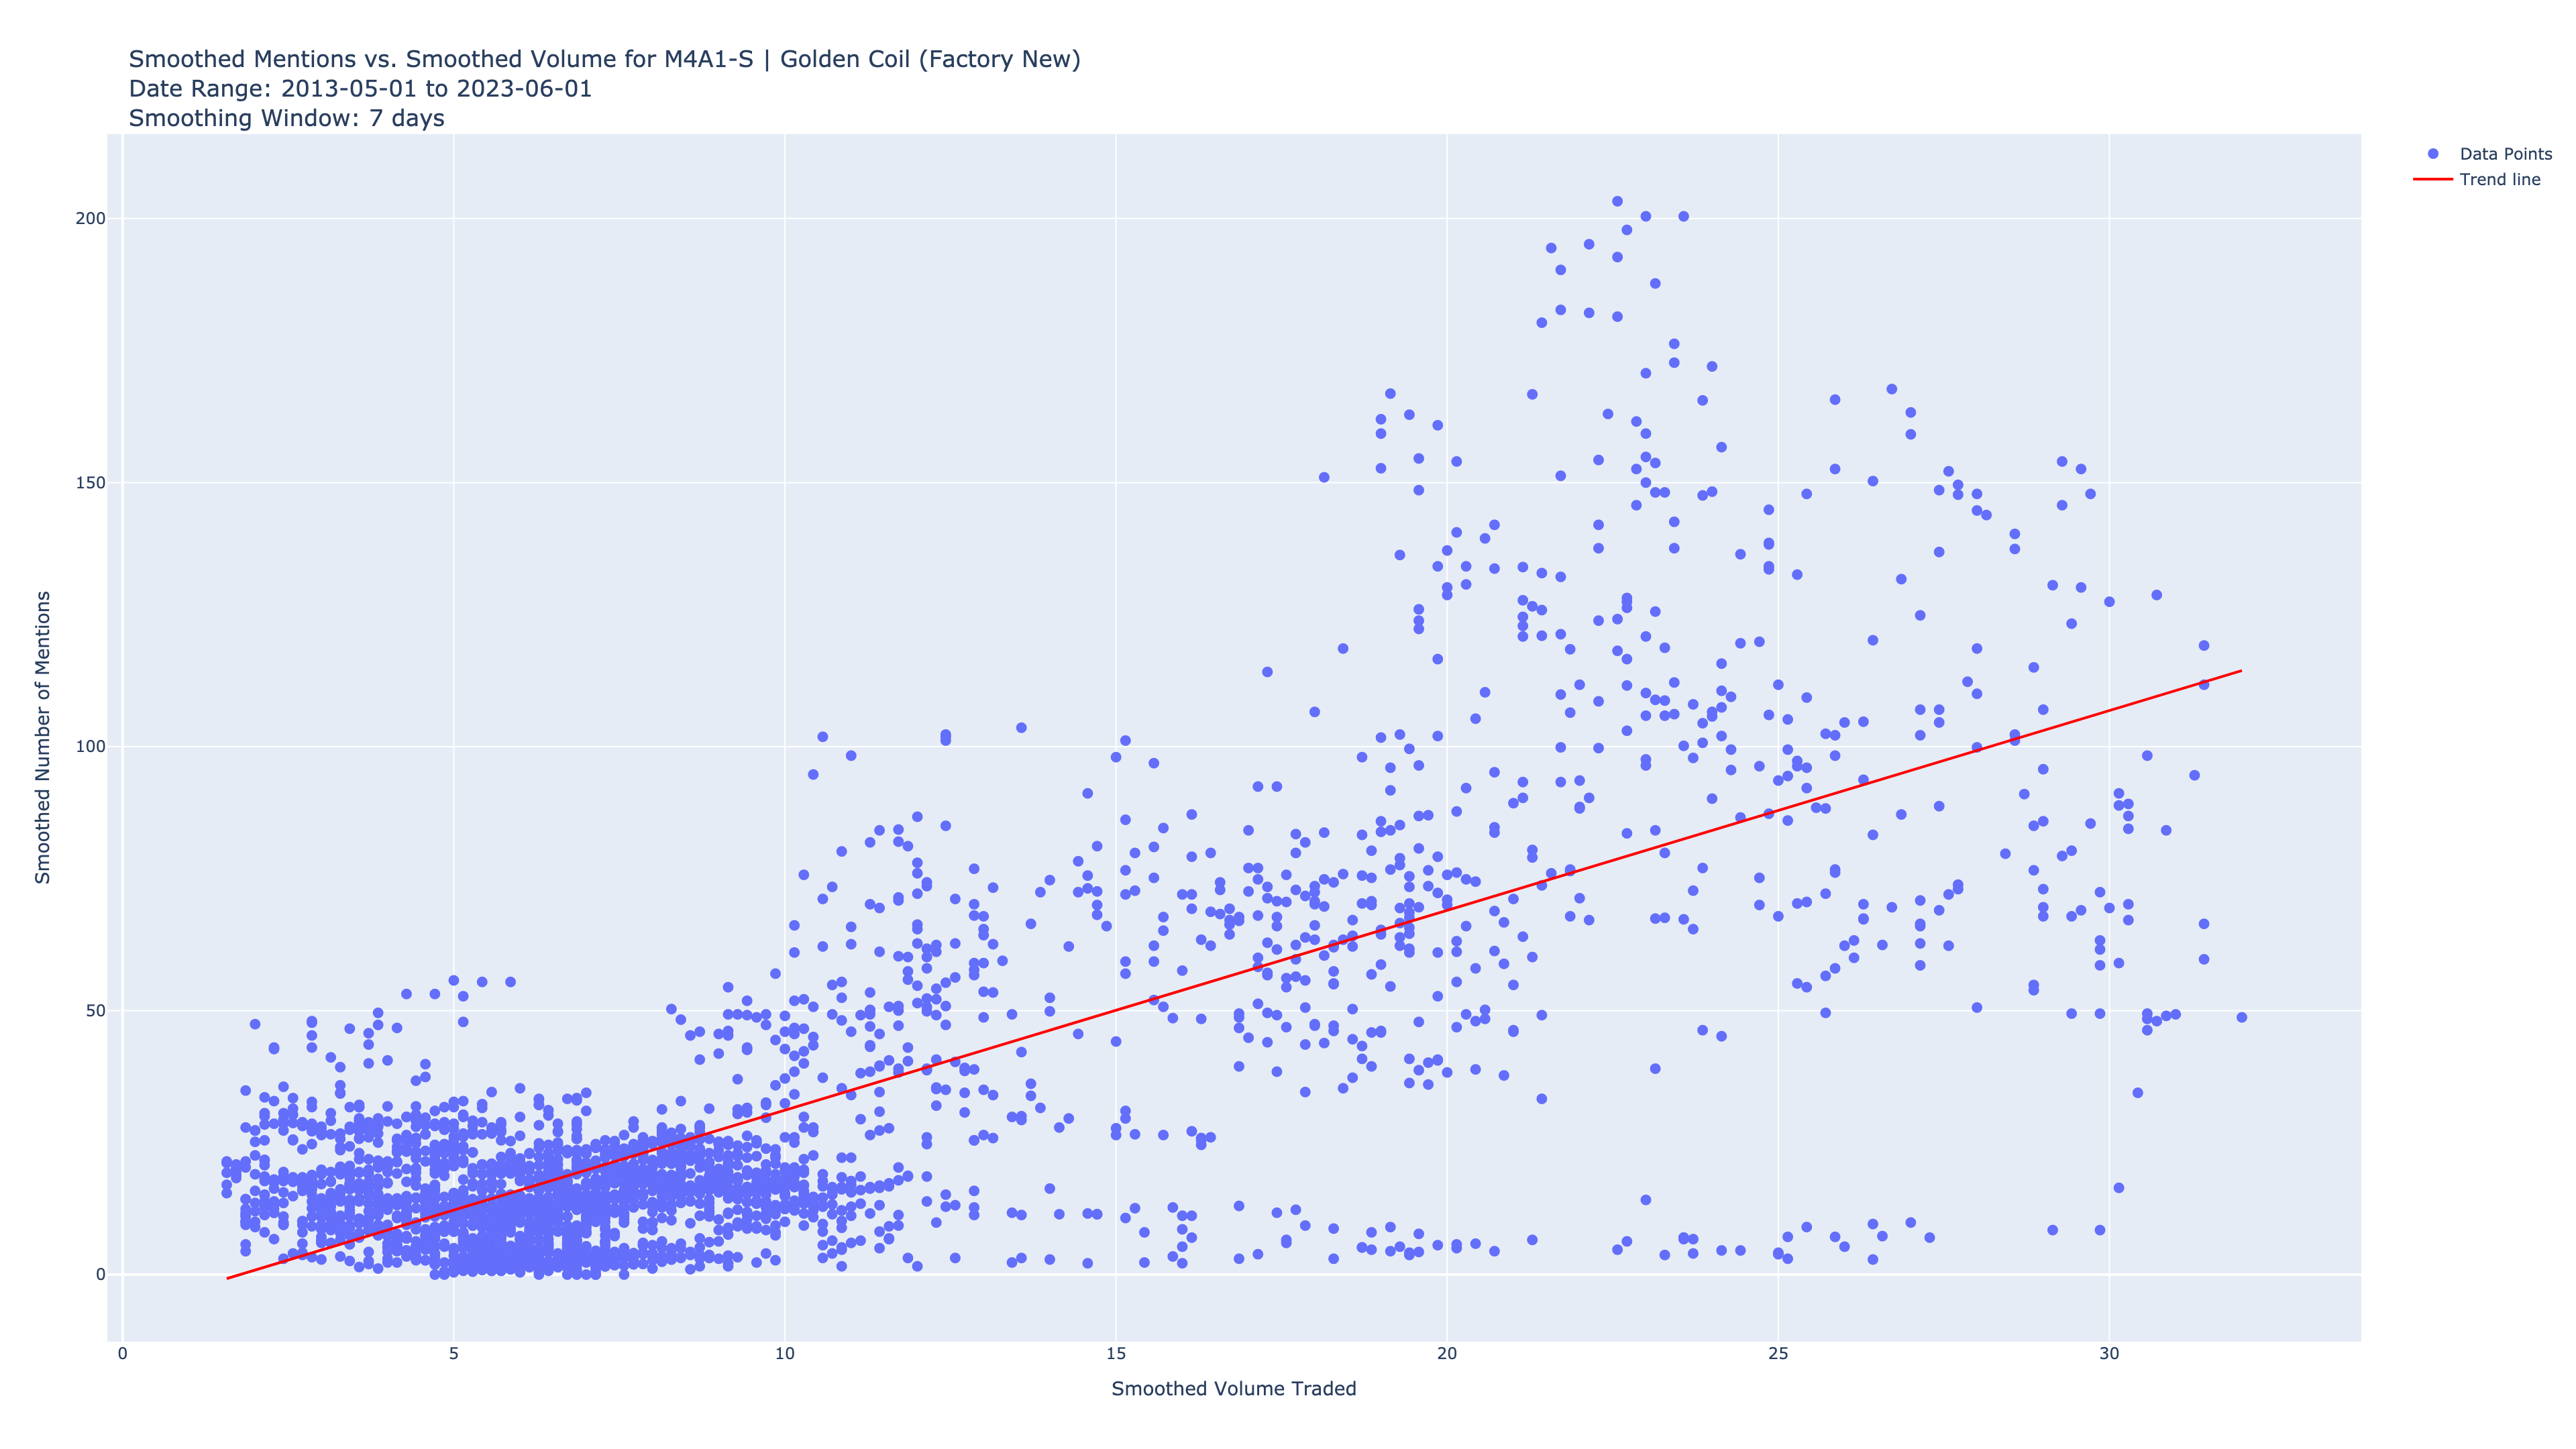 Smoothed Mentions vs. Smoothed Volume for M4A1-S | Golden Coil (Factory New)
Date Range: 2013-05-01 to 2023-06-01
Smoothing Window: 7 days
Data Points
Trend line
200
150
100
50
0
Smoothed Number of Mentions
0 5 10 15 20 25 30
Smoothed Volume Traded